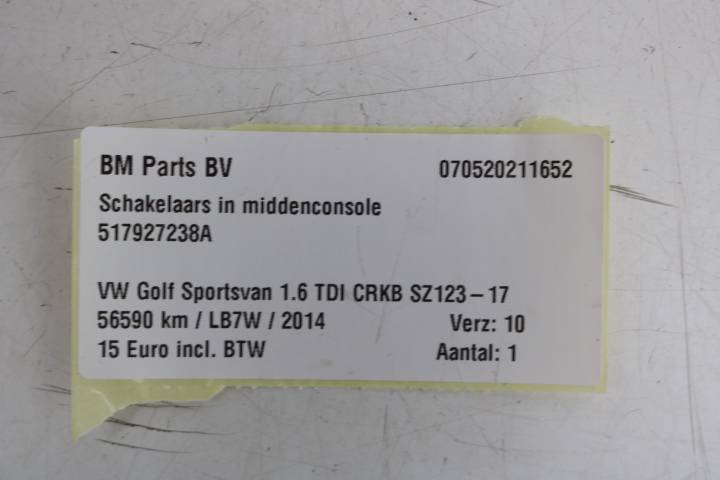 BM Parts BV 070520211652
Schakelaars in middenconsole
517927238A
VW Golf Sportsvan 1.6 TDI CRKB SZ123-17
56590 km / LB7W / 2014 Verz: 10
15 Euro incl. BTW Aantal: 1